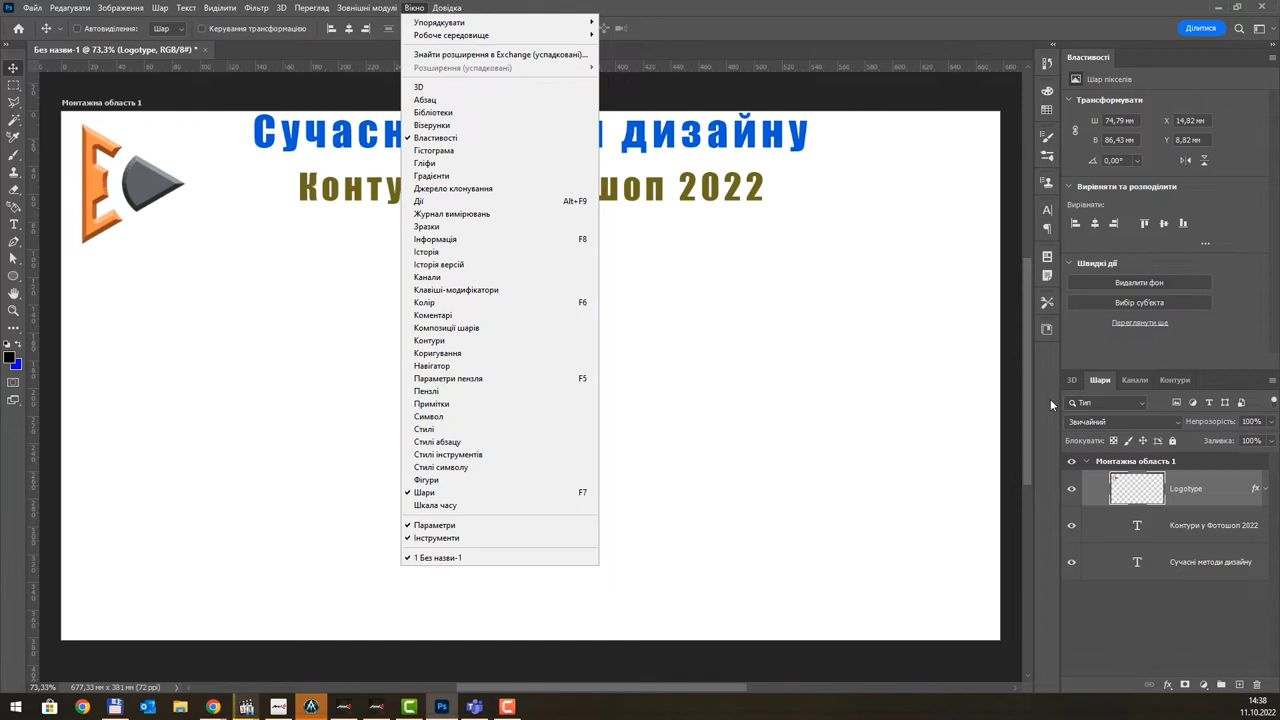 Файл Редагувати Зображення Шар Текст Виділити Фільтр 3D Перегляд Зовнішні модулі Вікно Довідка
Автовиділення: Шар Керування трансформацією Ділитися
Без назви-1 @ 73,3% (Logotype, RGB/8#) *
Монтажна область 1
дизайну
2022
Упорядкувати
Робоче середовище
Знайти розширення в Exchange (успадковані)...
Розширення (успадковані)
3D
Абзац
Бібліотеки
Візерунки
Властивості
Гістограма
Гліфи
Градієнти
Джерело клонування
Дії Alt+F9
Журнал вимірювань
Зразки
Інформація F8
Історія
Історія версій
Канали
Клавіші-модифікатори
Колір F6
Коментарі
Композиції шарів
Контури
Коригування
Навігатор
Параметри пензля F5
Пензлі
Примітки
Символ
Стилі
Стилі абзацу
Стилі інструментів
Стилі символу
Фігури
Шари F7
Шкала часу
Параметри
Інструменти
1 Без назви-1
Властивості
Шар пікселів
Трансформувати
Ш 74,79 мм X 14,82 мм
В 86,43 мм Y 8,82 мм
0,00°
Вирівняти та розподілити
Вирівняти:
Швидкі дії
Видалити фон
Вибір суб'єкта
Переглянути ще
3D Шари Канали Контури
Тип
Звичайний Непрозорість: 100%
Блокувати: Заливка: 100%
Монтажна область 1
Logotype fx
Контури у Фотошоп 2022
Сучасні методи дизайну
73,33% 677,33 мм x 381 мм (72 ppi)
14:38
11.10.2022